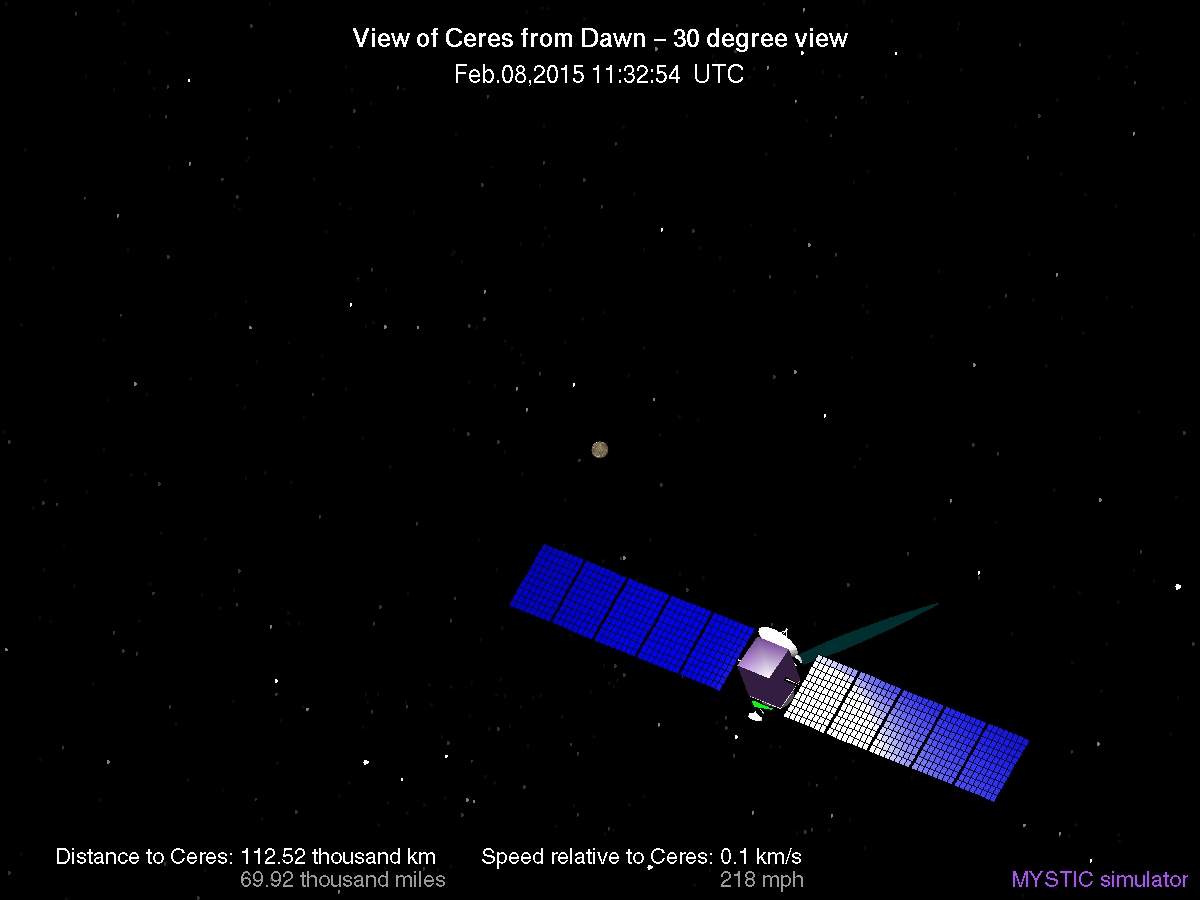 View of Ceres from Dawn – 30 degree view
Feb.08,2015 11:32:54 UTC
Distance to Ceres: 112.52 thousand km
69.92 thousand miles
Speed relative to Ceres: 0.1 km/s
218 mph
MYSTIC simulator